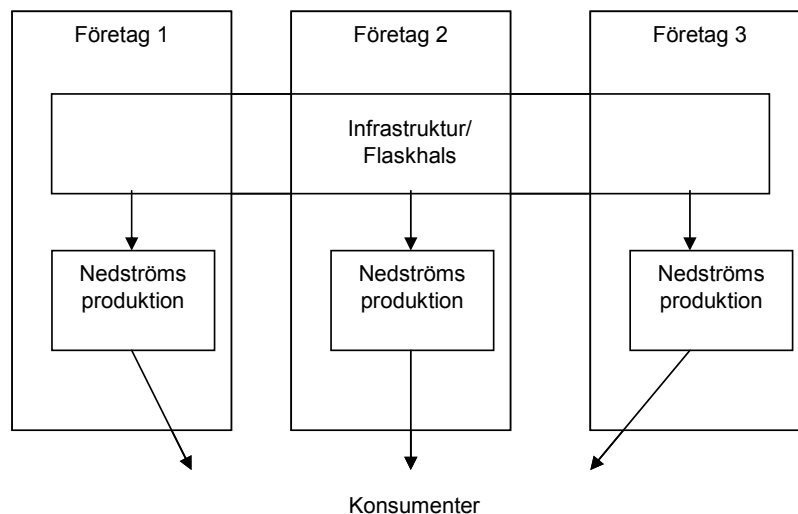 Företag 1
Företag 2
Företag 3
Infrastruktur/
Flaskhals
Nedströms
produktion
Nedströms
produktion
Nedströms
produktion
Konsumenter